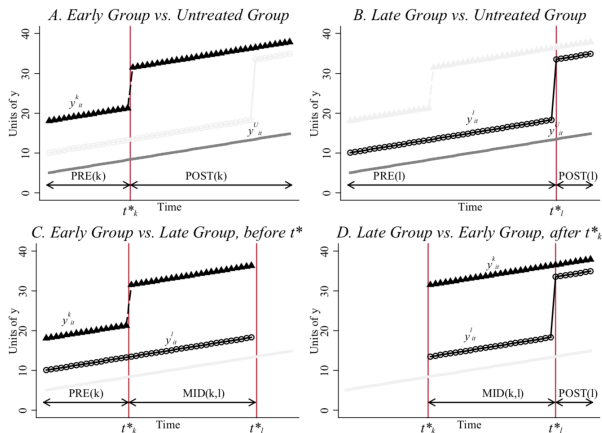 A. Early Group vs. Untreated Group
Units of y
0 10 20 30 40
y^k_it
y^U_it
PRE(k)
POST(k)
t*_k
Time
B. Late Group vs. Untreated Group
Units of y
0 10 20 30 40
y^l_it
y^U_it
PRE(l)
POST(l)
Time
t*_l
C. Early Group vs. Late Group, before t*
Units of y
0 10 20 30 40
y^k_it
y^l_it
PRE(k)
MID(k,l)
t*_k
Time
t*_l
D. Late Group vs. Early Group, after t*_k
Units of y
0 10 20 30 40
y^k_it
y^l_it
MID(k,l)
POST(l)
t*_k
Time
t*_l